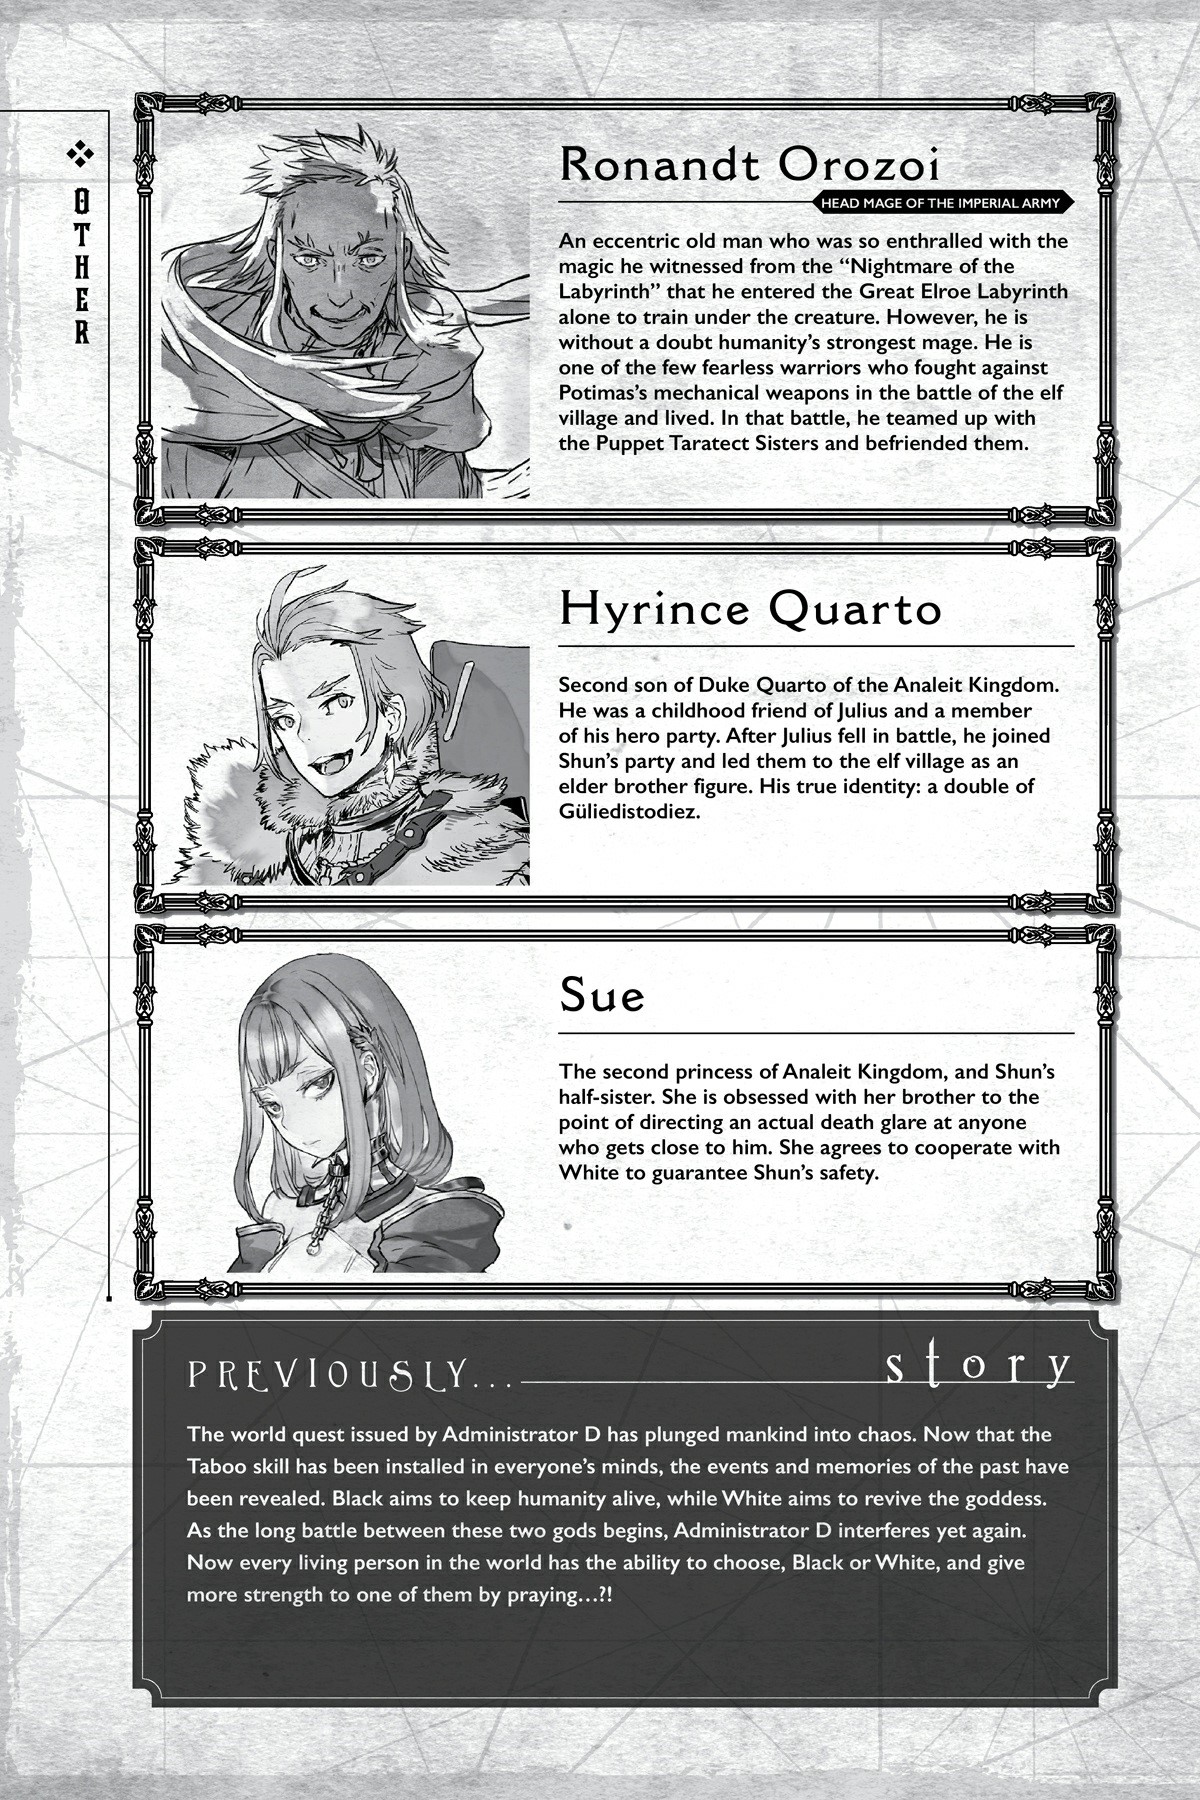 OTHER
Ronandt Orozoi
HEAD MAGE OF THE IMPERIAL ARMY
An eccentric old man who was so enthralled with the
magic he witnessed from the “Nightmare of the
Labyrinth” that he entered the Great Elroe Labyrinth
alone to train under the creature. However, he is
without a doubt humanity’s strongest mage. He is
one of the few fearless warriors who fought against
Potimas’s mechanical weapons in the battle of the elf
village and lived. In that battle, he teamed up with
the Puppet Taratect Sisters and befriended them.
Hyrince Quarto
Second son of Duke Quarto of the Analeit Kingdom.
He was a childhood friend of Julius and a member
of his hero party. After Julius fell in battle, he joined
Shun’s party and led them to the elf village as an
elder brother figure. His true identity: a double of
Güliedistodiez.
Sue
The second princess of Analeit Kingdom, and Shun’s
half-sister. She is obsessed with her brother to the
point of directing an actual death glare at anyone
who gets close to him. She agrees to cooperate with
White to guarantee Shun’s safety.
PREVIOUSLY...
story
The world quest issued by Administrator D has plunged mankind into chaos. Now that the
Taboo skill has been installed in everyone’s minds, the events and memories of the past have
been revealed. Black aims to keep humanity alive, while White aims to revive the goddess.
As the long battle between these two gods begins, Administrator D interferes yet again.
Now every living person in the world has the ability to choose, Black or White, and give
more strength to one of them by praying…?!